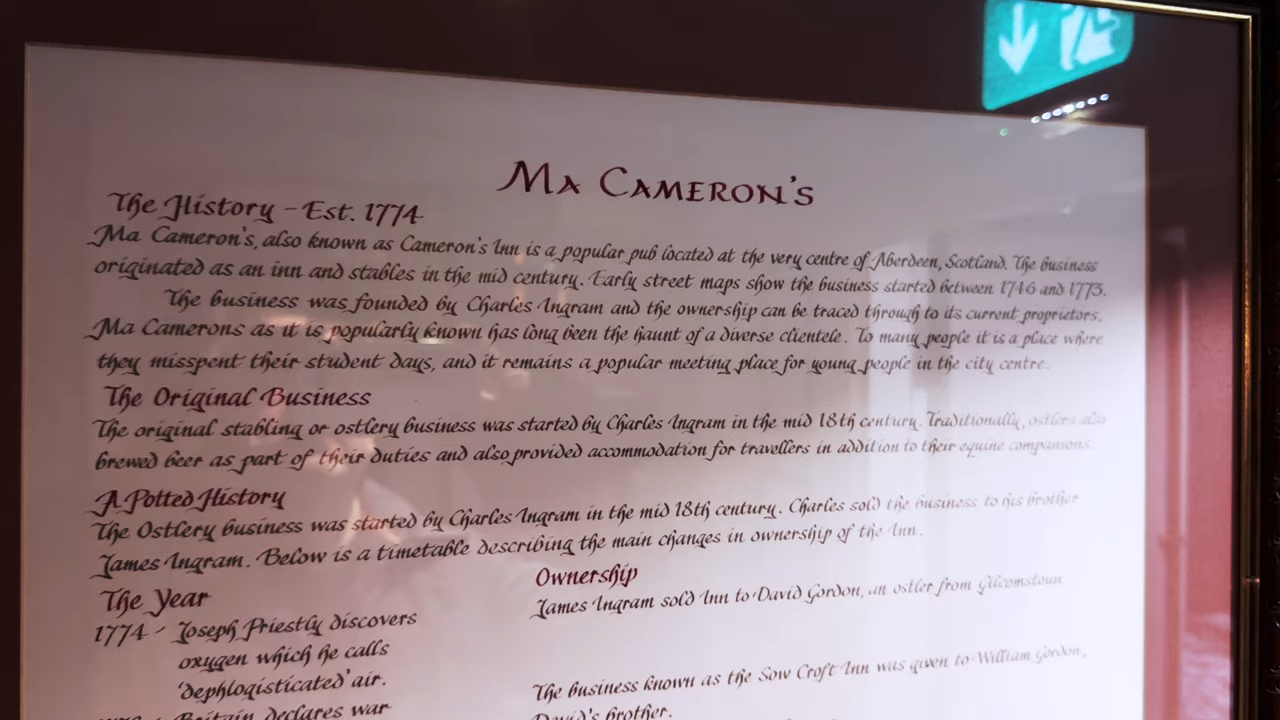 Ma Cameron's
The History - Est. 1774
Ma Cameron's, also known as Cameron's Inn is a popular pub located at the very centre of Aberdeen, Scotland. The business
originated as an inn and stables in the mid century. Early street maps show the business started between 1746 and 1773.
The business was founded by Charles Ingram and the ownership can be traced through to its current proprietors.
Ma Camerons as it is popularly known has long been the haunt of a diverse clientele. To many people it is a place where
they misspent their student days, and it remains a popular meeting place for young people in the city centre.
The Original Business
The original stabling or ostlery business was started by Charles Ingram in the mid 18th century. Traditionally, ostlers also
brewed beer as part of their duties and also provided accommodation for travellers in addition to their equine companions.
A Potted History
The Ostlery business was started by Charles Ingram in the mid 18th century. Charles sold the business to his brother
James Ingram. Below is a timetable describing the main changes in ownership of the Inn.
The Year
1774 - Joseph Priestly discovers
oxygen which he calls
'dephlogisticated' air.
Britain declares war
Ownership
James Ingram sold Inn to David Gordon, an ostler from Gilcomstoun.
The business known as the Sow Croft Inn was given to William Gordon,
David's brother.